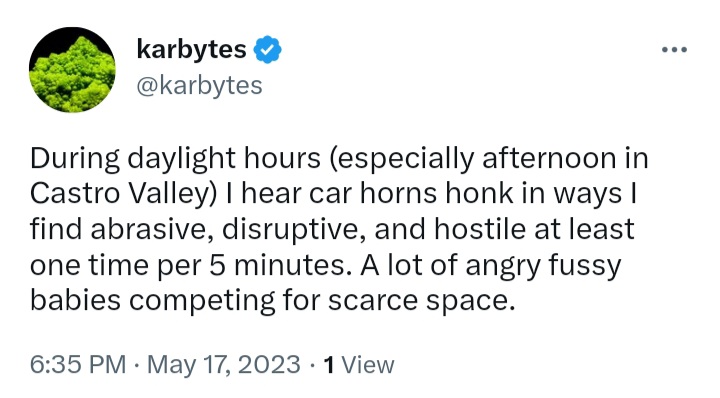 karbytes
@karbytes
During daylight hours (especially afternoon in
Castro Valley) I hear car horns honk in ways I
find abrasive, disruptive, and hostile at least
one time per 5 minutes. A lot of angry fussy
babies competing for scarce space.
6:35 PM · May 17, 2023 · 1 View